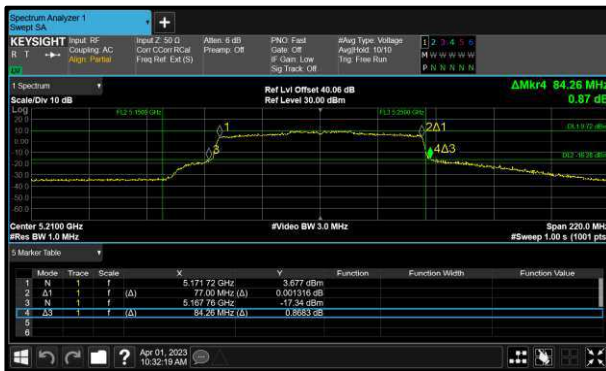 Spectrum Analyzer 1
Swept SA
+
KEYSIGHT Input: RF Input Z: 50 Ω Atten: 6 dB PNO: Fast #Avg Type: Voltage 1 2 3 4 5 6
R T Coupling: AC Corr CCorr RCal Preamp: Off Gate: Off Avg|Hold: 10/10 M W W W W W
Align: Partial Freq Ref: Ext (S) IF Gain: Low Trig: Free Run
Sig Track: Off P N N N N N
1 Spectrum Ref Lvl Offset 40.06 dB ΔMkr4 84.26 MHz
Scale/Div 10 dB Ref Level 30.00 dBm 0.87 dB
Log
20.0
10.0
0.00
-10.0
-20.0
-30.0
-40.0
-50.0
-60.0
1
2Δ1
3
4Δ3
Center 5.2100 GHz #Video BW 3.0 MHz Span 220.0 MHz
#Res BW 1.0 MHz #Sweep 1.00 s (1001 pts)
5 Marker Table
Mode Trace Scale X Y Function Function Width Function Value
1 N 1 f 5.171 72 GHz 3.677 dBm
2 Δ1 1 f (Δ) 77.00 MHz (Δ) 0.001316 dB
3 N 1 f 5.167 76 GHz -17.34 dBm
4 Δ3 1 f (Δ) 84.26 MHz (Δ) 0.8683 dB
5
6
? Apr 01, 2023
10:32:19 AM